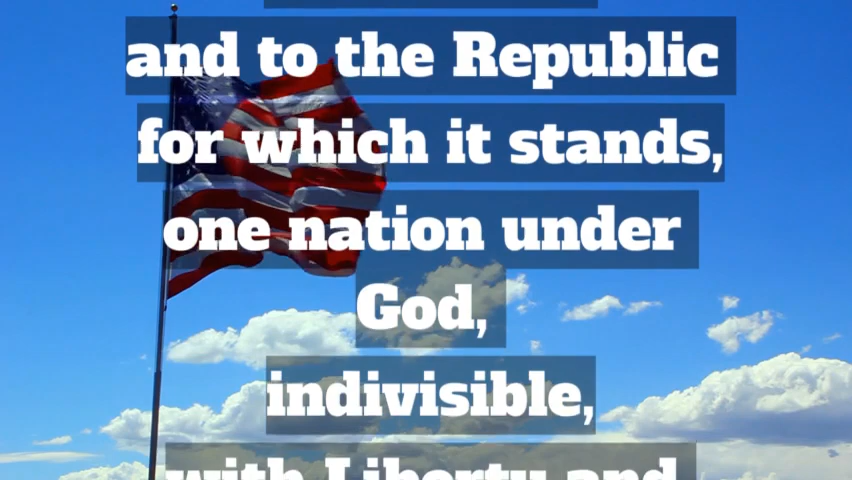 and to the Republic
for which it stands,
one nation under
God,
indivisible,
with Liberty and